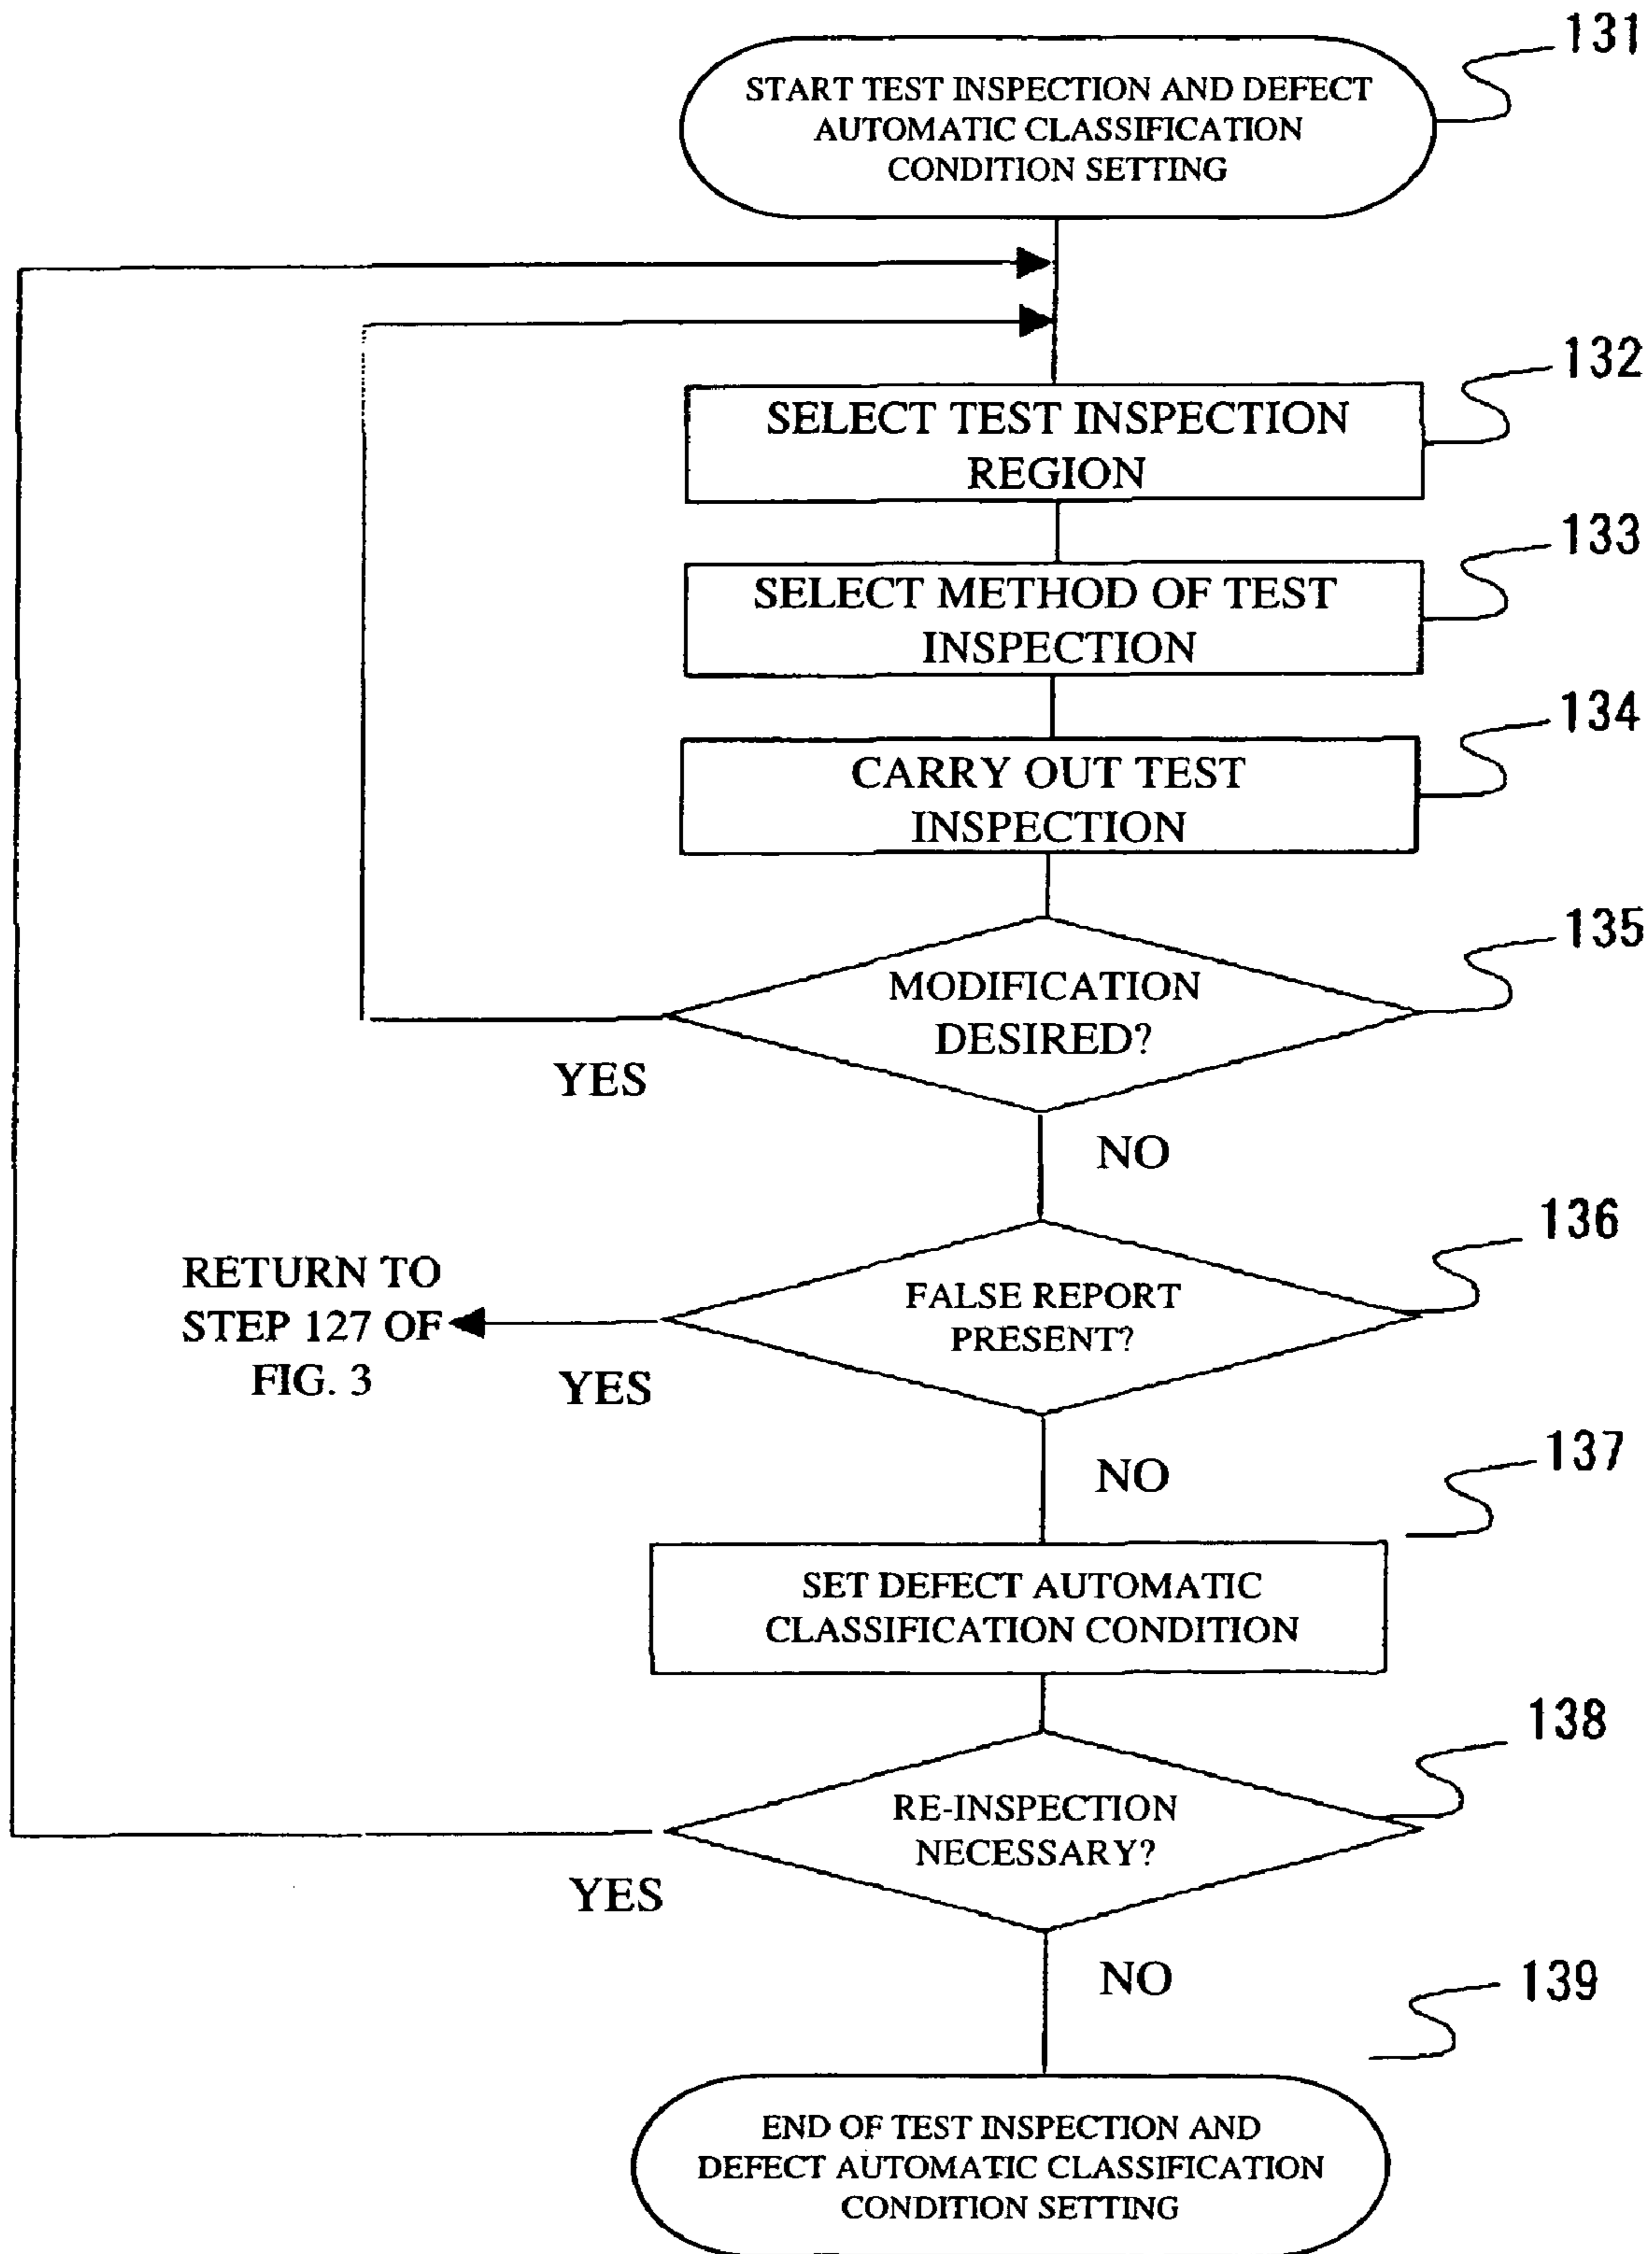 131
START TEST INSPECTION AND DEFECT
AUTOMATIC CLASSIFICATION
CONDITION SETTING
132
SELECT TEST INSPECTION
REGION
133
SELECT METHOD OF TEST
INSPECTION
134
CARRY OUT TEST
INSPECTION
135
MODIFICATION
DESIRED?
YES
NO
136
RETURN TO
STEP 127 OF
FIG. 3
FALSE REPORT
PRESENT?
YES
NO
137
SET DEFECT AUTOMATIC
CLASSIFICATION CONDITION
138
RE-INSPECTION
NECESSARY?
YES
NO
139
END OF TEST INSPECTION AND
DEFECT AUTOMATIC CLASSIFICATION
CONDITION SETTING